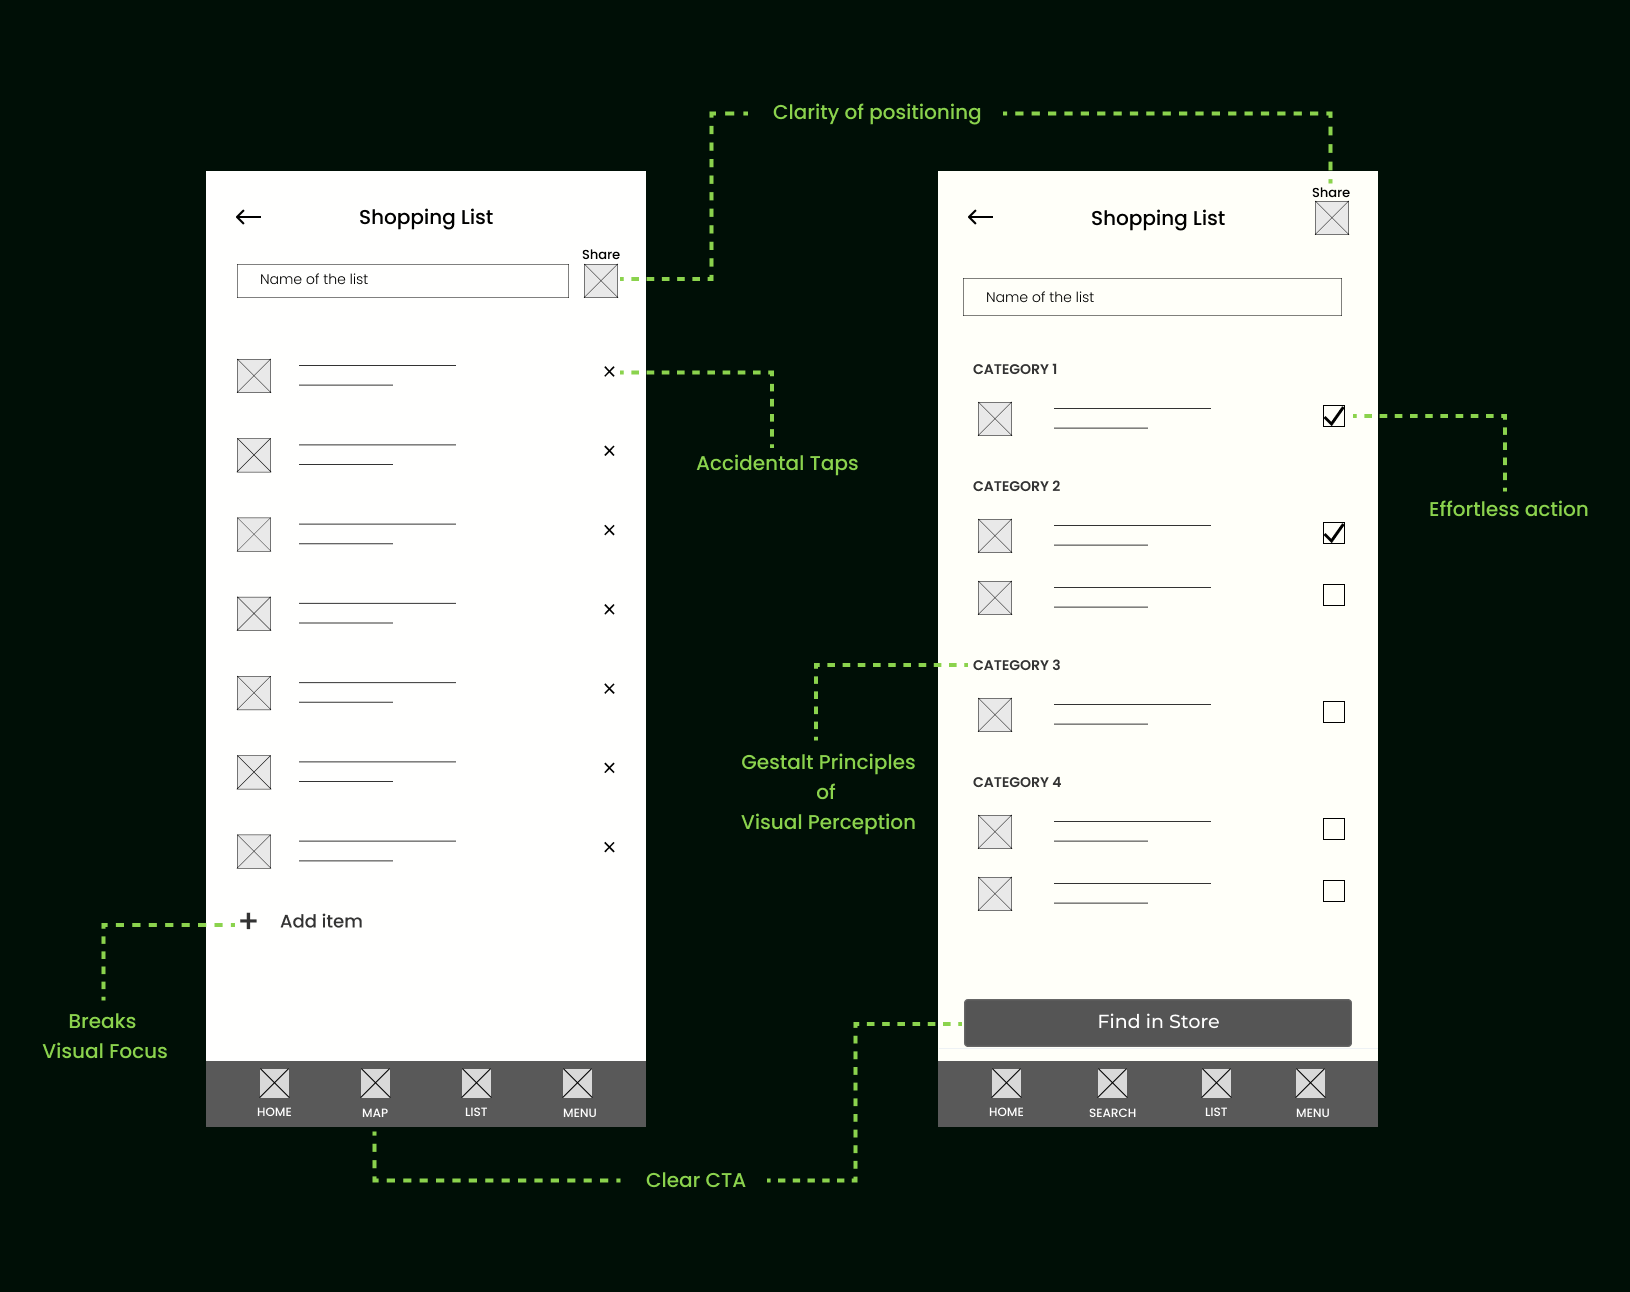 Clarity of positioning
Shopping List
Share
Name of the list
Accidental Taps
Add item
Breaks
Visual Focus
HOME
MAP
LIST
MENU
Share
Shopping List
Name of the list
CATEGORY 1
Effortless action
CATEGORY 2
CATEGORY 3
Gestalt Principles
of
Visual Perception
CATEGORY 4
Find in Store
HOME
SEARCH
LIST
MENU
Clear CTA